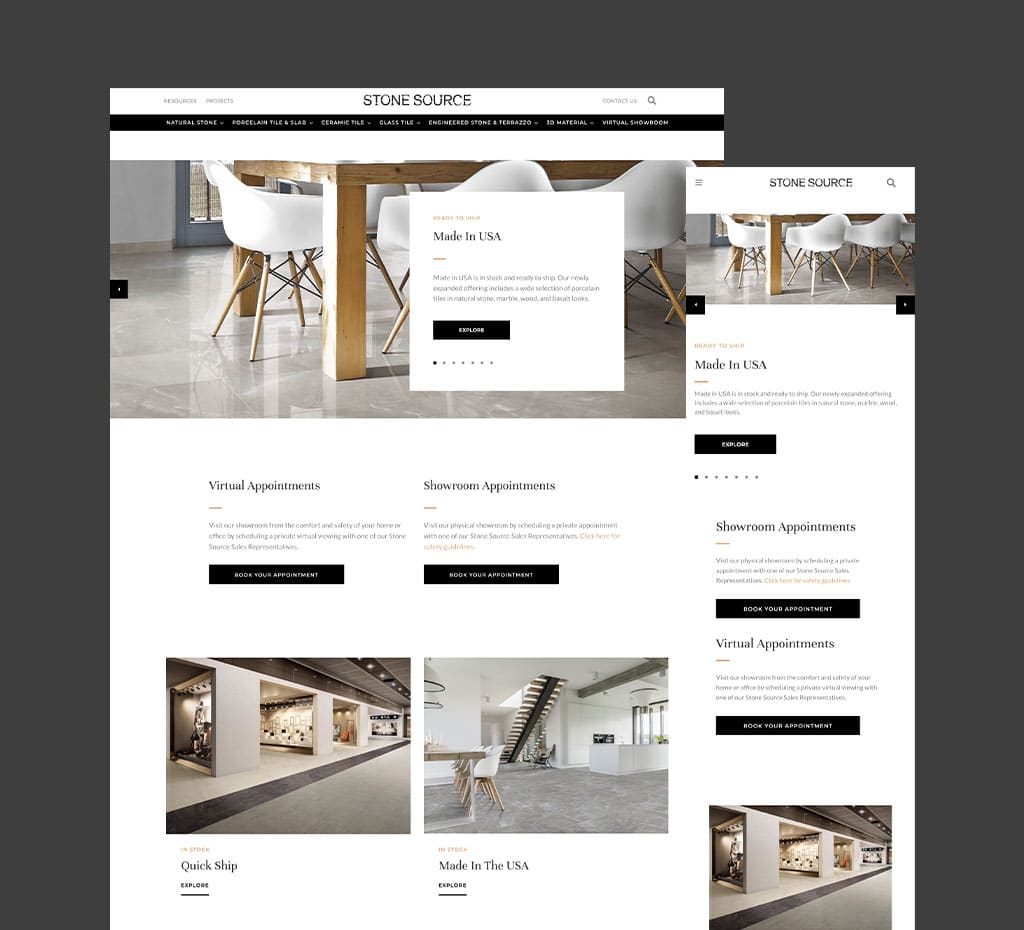 RESOURCES PROJECTS STONE SOURCE CONTACT US
NATURAL STONE PORCELAIN TILE & SLAB CERAMIC TILE GLASS TILE ENGINEERED STONE & TERRAZZO 3D MATERIAL VIRTUAL SHOWROOM
READY TO SHIP
Made In USA
Made in USA is in stock and ready to ship. Our newly
expanded offering includes a wide selection of porcelain
tiles in natural stone, marble, wood, and basalt looks.
EXPLORE
Virtual Appointments
Visit our showroom from the comfort and safety of your home or
office by scheduling a private virtual viewing with one of our Stone
Source Sales Representatives.
BOOK YOUR APPOINTMENT
Showroom Appointments
Visit our physical showroom by scheduling a private appointment
with one of our Stone Source Sales Representatives. Click here for
safety guidelines.
BOOK YOUR APPOINTMENT
IN STOCK
Quick Ship
EXPLORE
IN STOCK
Made In The USA
EXPLORE
STONE SOURCE
READY TO SHIP
Made In USA
Made in USA is in stock and ready to ship. Our newly expanded offering
includes a wide selection of porcelain tiles in natural stone, marble, wood,
and basalt looks.
EXPLORE
Showroom Appointments
Visit our physical showroom by scheduling a private
appointment with one of our Stone Source Sales
Representatives. Click here for safety guidelines.
BOOK YOUR APPOINTMENT
Virtual Appointments
Visit our showroom from the comfort and safety of your
home or office by scheduling a private virtual viewing with
one of our Stone Source Sales Representatives.
BOOK YOUR APPOINTMENT